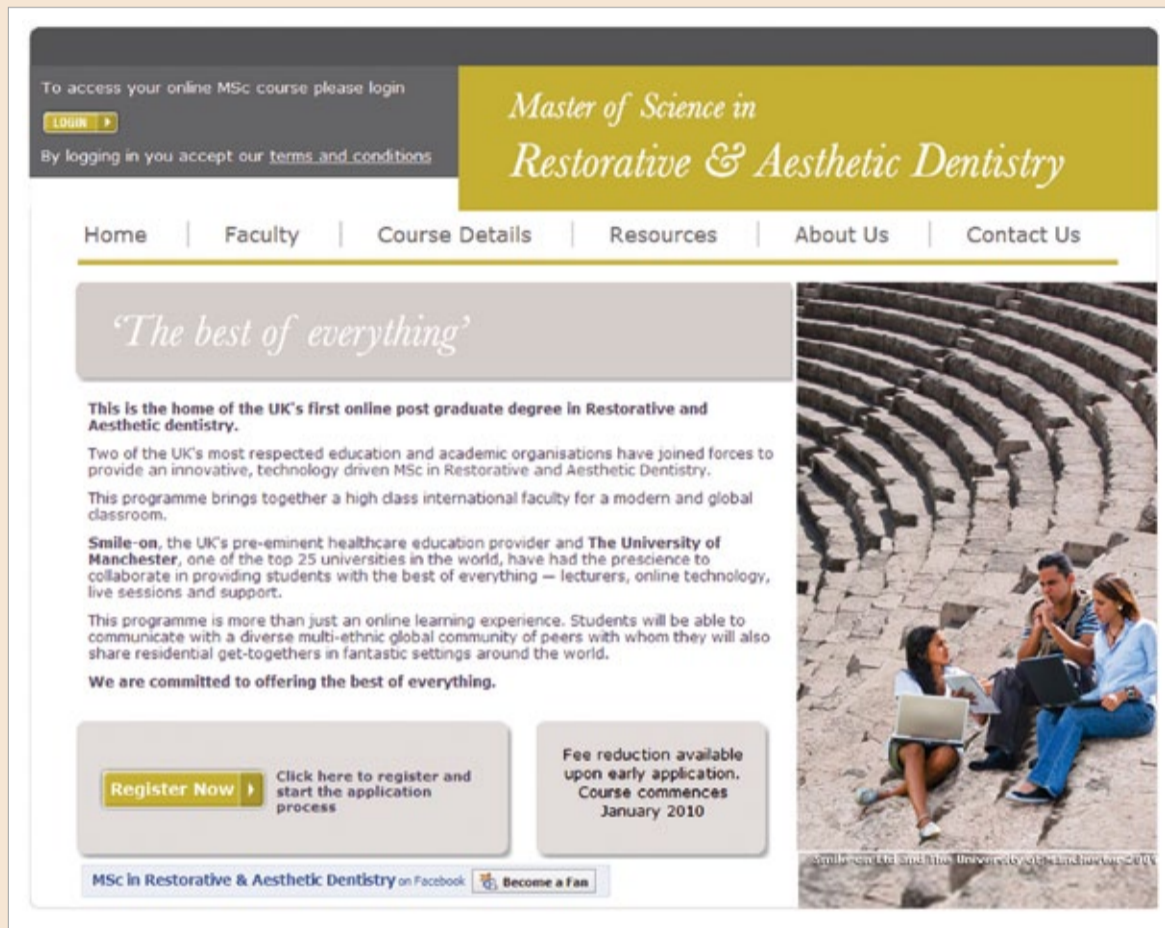 To access your online MSc course please login
LOGIN
By logging in you accept our terms and conditions
Master of Science in
Restorative & Aesthetic Dentistry
Home
Faculty
Course Details
Resources
About Us
Contact Us
‘The best of everything’
This is the home of the UK's first online post graduate degree in Restorative and
Aesthetic dentistry.
Two of the UK's most respected education and academic organisations have joined forces to
provide an innovative, technology driven MSc in Restorative and Aesthetic Dentistry.
This programme brings together a high class international faculty for a modern and global
classroom.
Smile-on, the UK's pre-eminent healthcare education provider and The University of
Manchester, one of the top 25 universities in the world, have had the prescience to
collaborate in providing students with the best of everything — lecturers, online technology,
live sessions and support.
This programme is more than just an online learning experience. Students will be able to
communicate with a diverse multi-ethnic global community of peers with whom they will also
share residential get-togethers in fantastic settings around the world.
We are committed to offering the best of everything.
Register Now
Click here to register and
start the application
process
Fee reduction available
upon early application.
Course commences
January 2010
Smile-on Ltd and The University of Manchester
MSc in Restorative & Aesthetic Dentistry on Facebook
Become a Fan